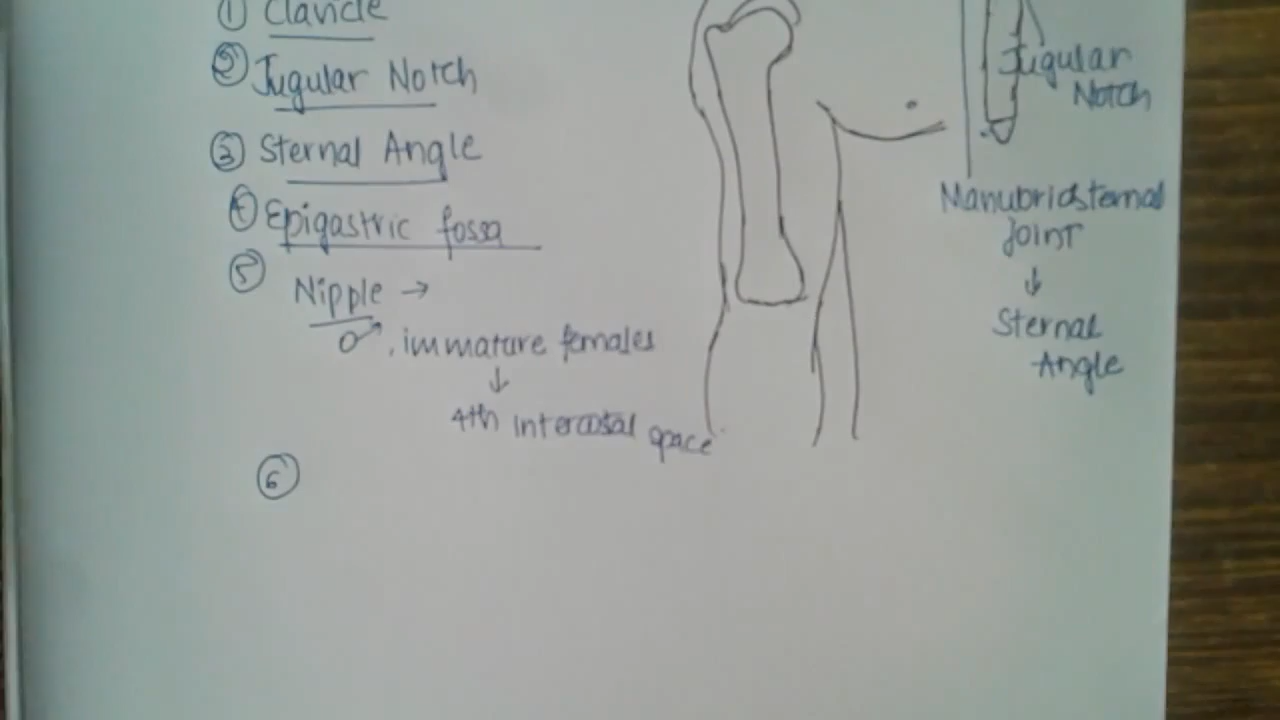 ① Clavicle
② Jugular Notch
③ Sternal Angle
④ Epigastric fossa
⑤ Nipple →
♂, immature females
↓
4th intercostal space
⑥
Jugular
Notch
Manubriosternal
Joint
↓
Sternal
Angle